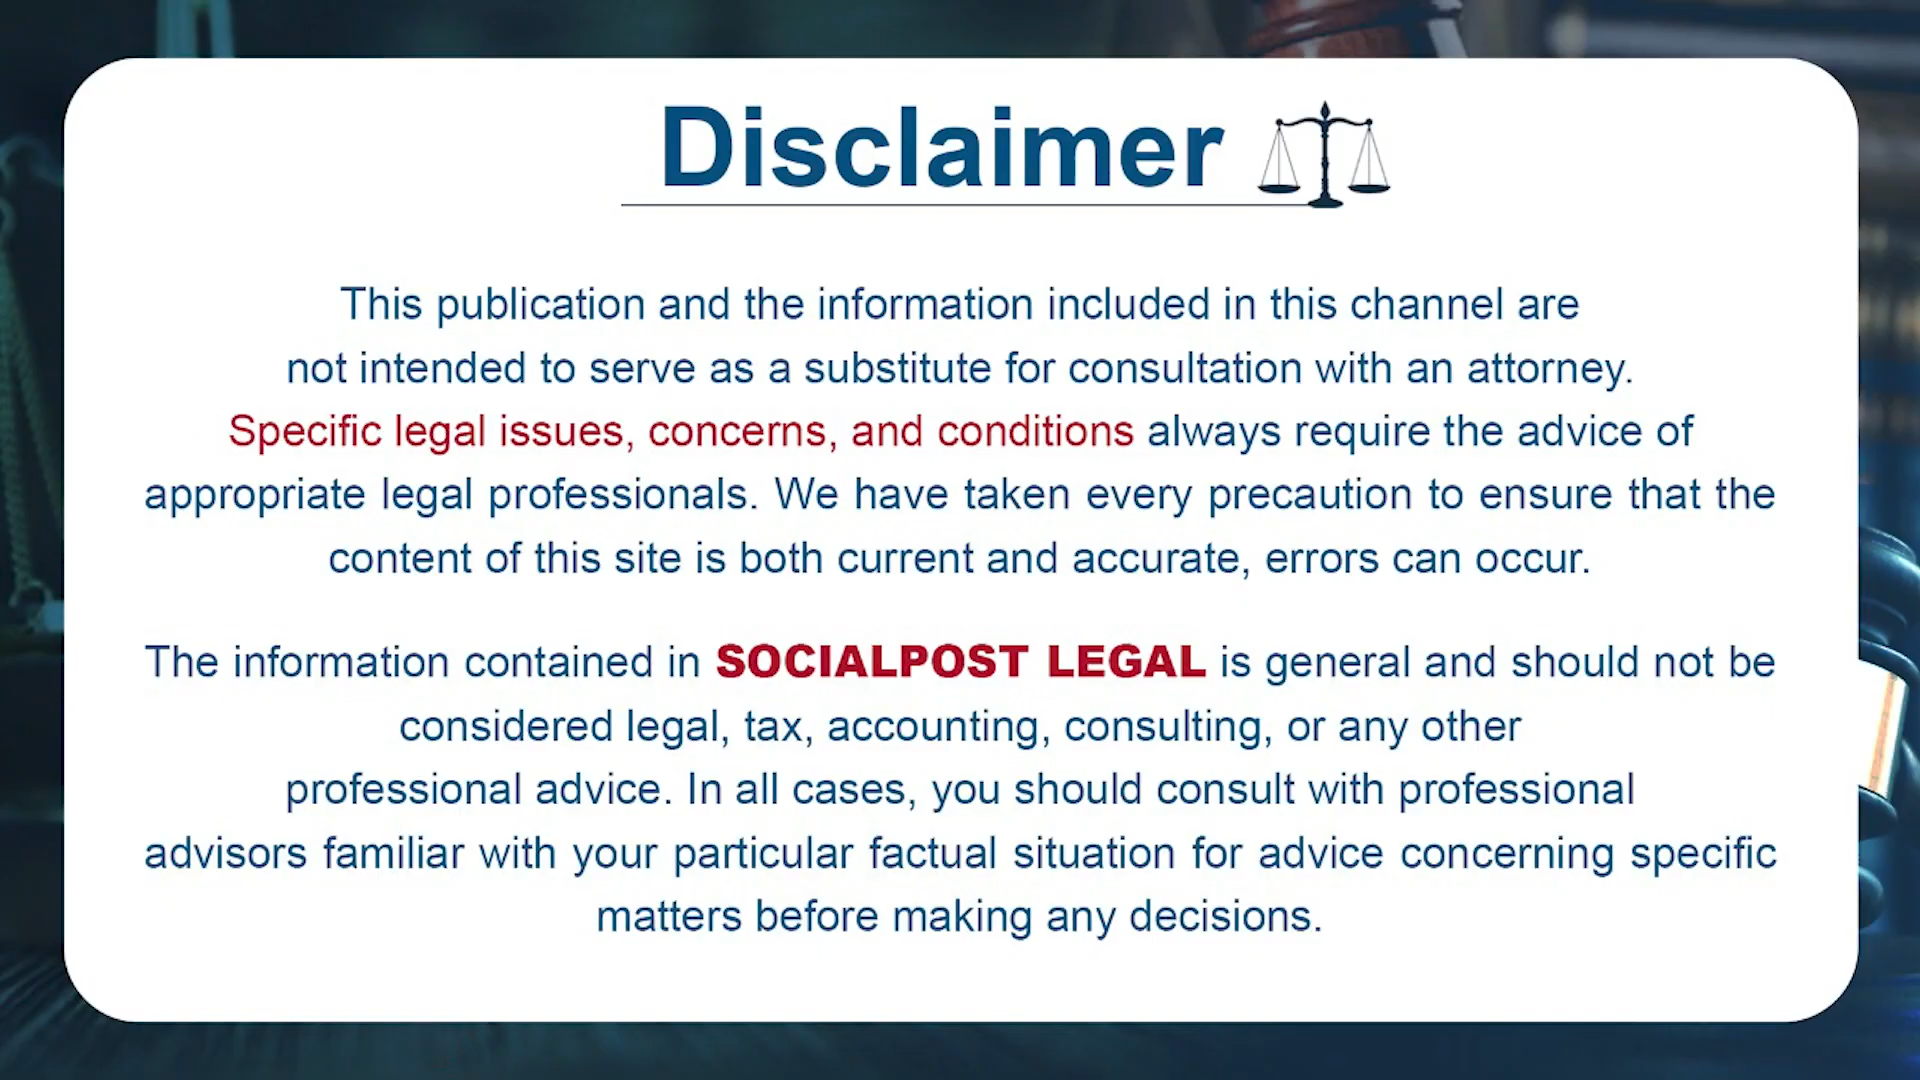 Disclaimer
This publication and the information included in this channel are
not intended to serve as a substitute for consultation with an attorney.
Specific legal issues, concerns, and conditions always require the advice of
appropriate legal professionals. We have taken every precaution to ensure that the
content of this site is both current and accurate, errors can occur.
The information contained in SOCIALPOST LEGAL is general and should not be
considered legal, tax, accounting, consulting, or any other
professional advice. In all cases, you should consult with professional
advisors familiar with your particular factual situation for advice concerning specific
matters before making any decisions.